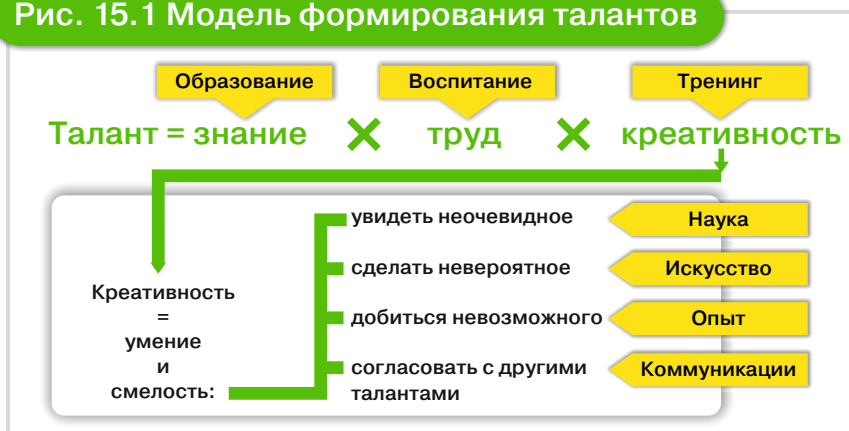 Рис. 15.1 Модель формирования талантов
Образование
Воспитание
Тренинг
Талант = знание × труд × креативность
увидеть неочевидное
Наука
сделать невероятное
Искусство
Креативность
=
умение
и
смелость:
добиться невозможного
Опыт
согласовать с другими
талантами
Коммуникации